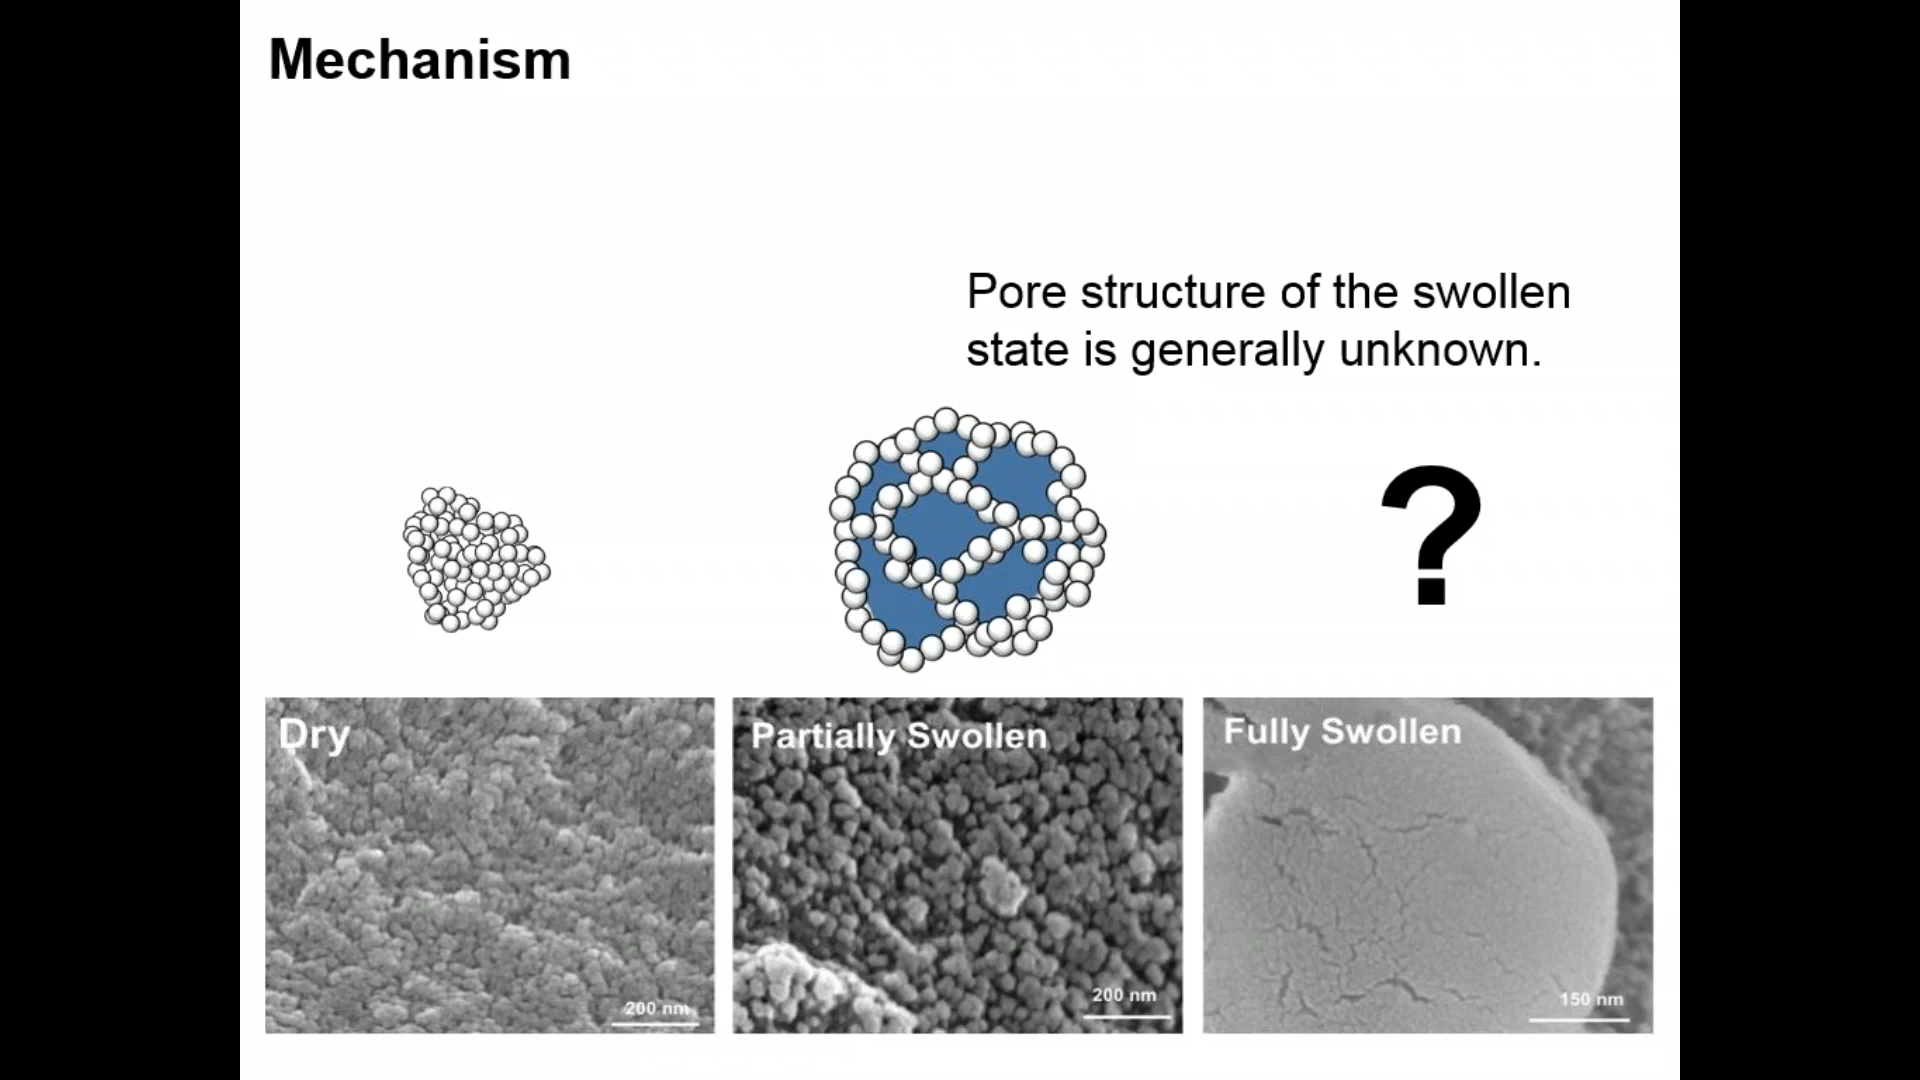 Mechanism
Pore structure of the swollen
state is generally unknown.
?
Dry
Partially Swollen
Fully Swollen
200 nm
200 nm
150 nm